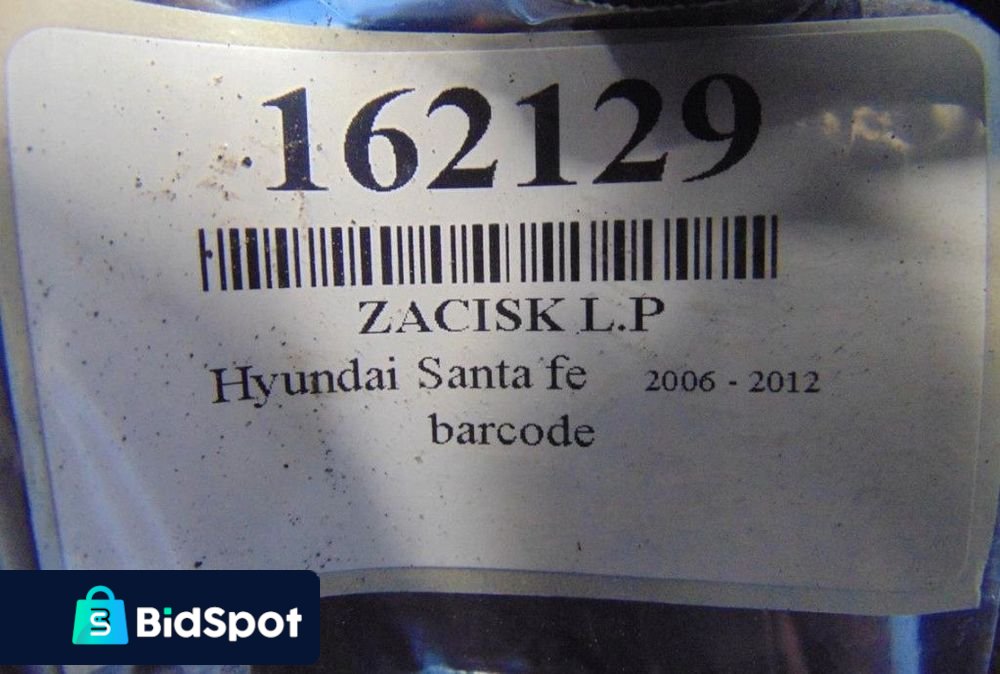 162129
ZACISK L.P
Hyundai Santa fe 2006 - 2012
barcode
BidSpot